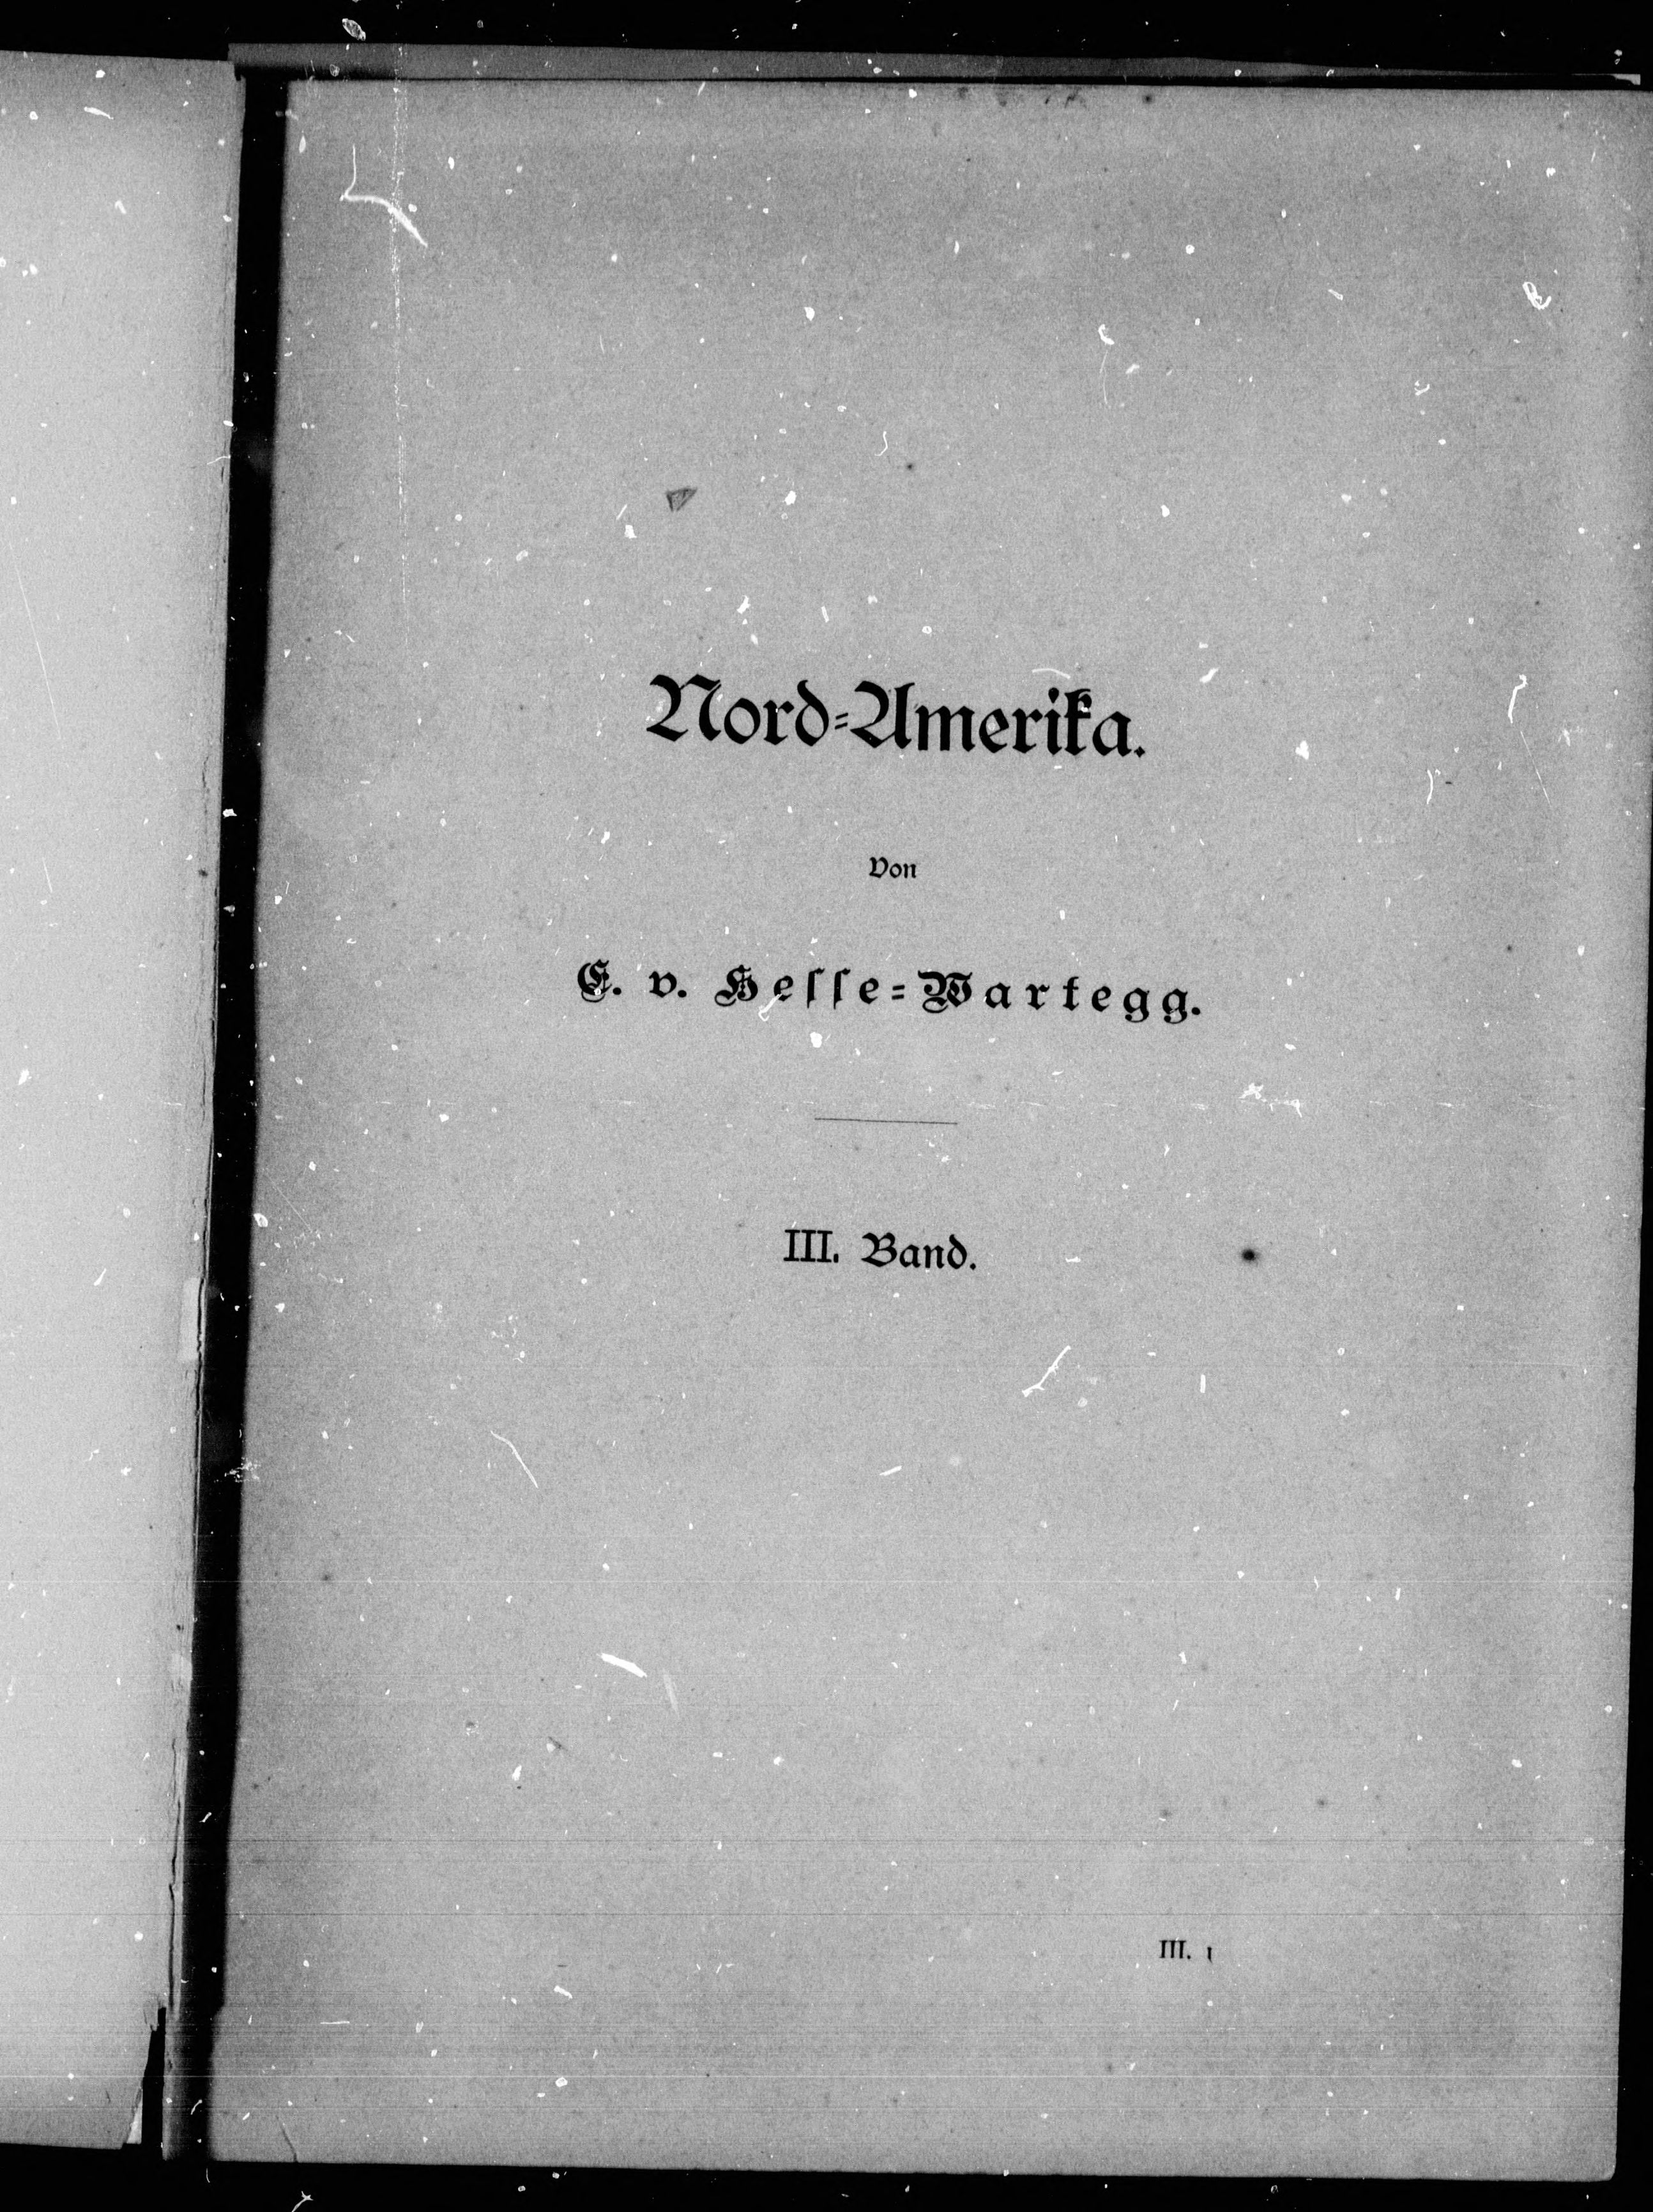 Nord-Amerika.
Von
E. v. Hesse-Wartegg.
III. Band.
III. 1